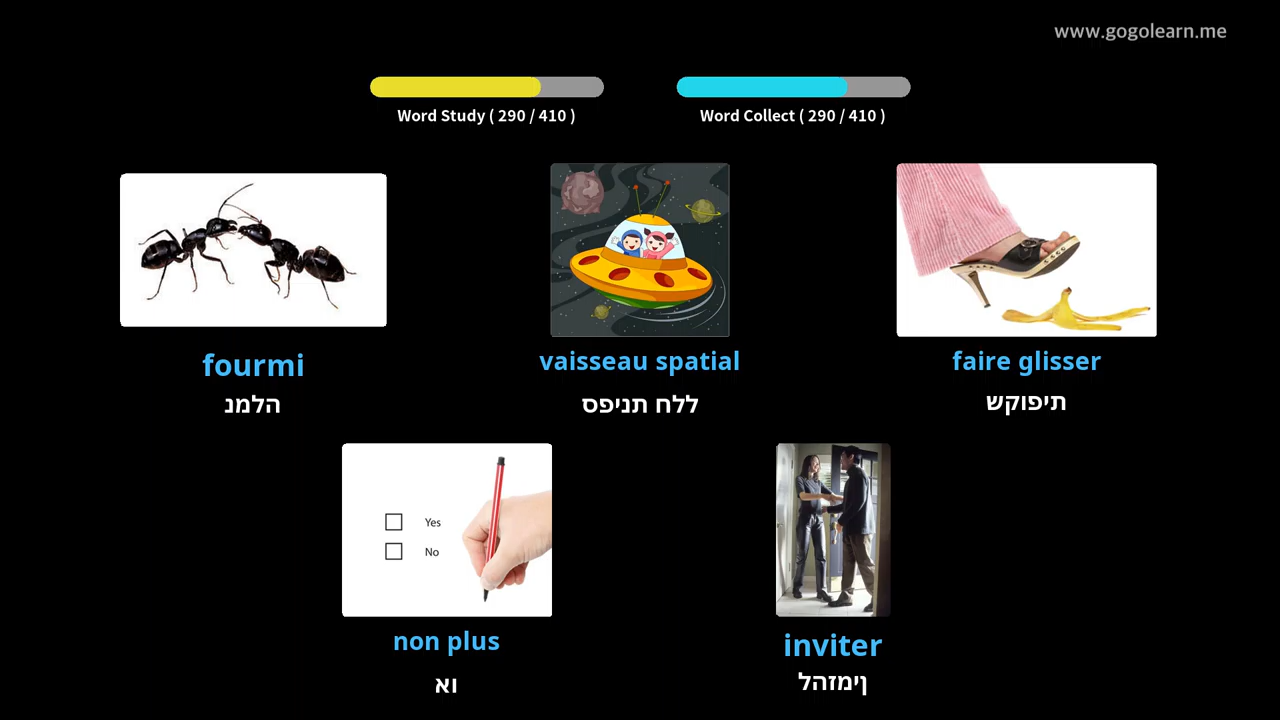 www.gogolearn.me
Word Study ( 290 / 410 )
Word Collect ( 290 / 410 )
fourmi
הלמנ
vaisseau spatial
ללח תניפס
faire glisser
תיפוקש
Yes
No
non plus
וא
inviter
ןימזהל